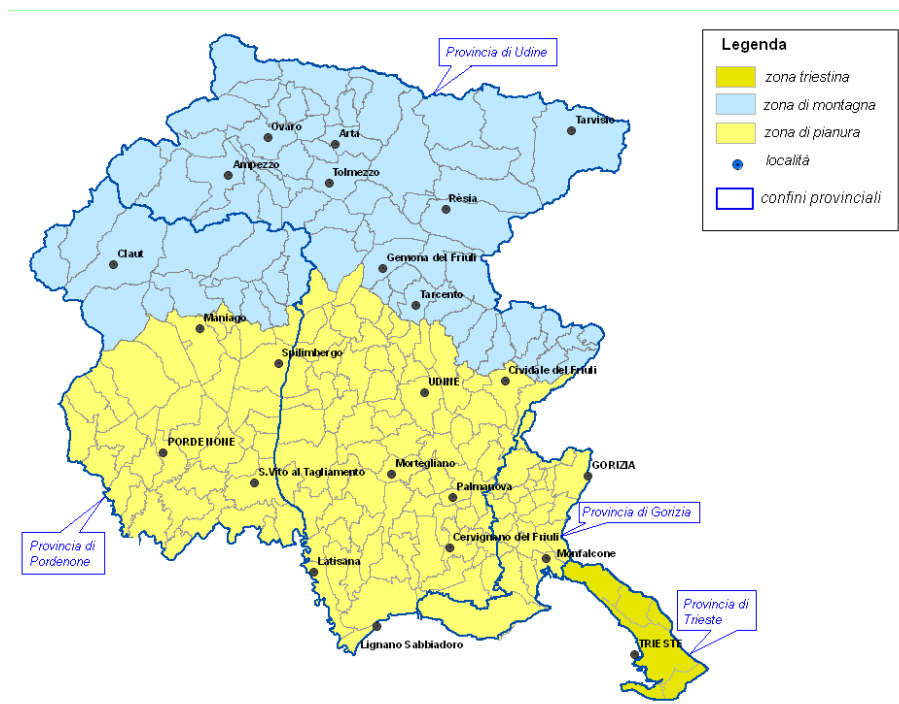 Provincia di Udine
Legenda
zona triestina
zona di montagna
zona di pianura
località
confini provinciali
Tarvisio
Ovaro
Arta
Ampezzo
Tolmezzo
Rèsia
Claut
Gemona del Friuli
Tarcento
Maniago
Spilimbergo
UDINE
Cividale del Friuli
PORDENONE
S.Vito al Tagliamento
Mortegliano
Palmanova
GORIZIA
Provincia di Gorizia
Provincia di
Pordenone
Cervignano del Friuli
Monfalcone
Latisana
Provincia di
Trieste
Lignano Sabbiadoro
TRIESTE